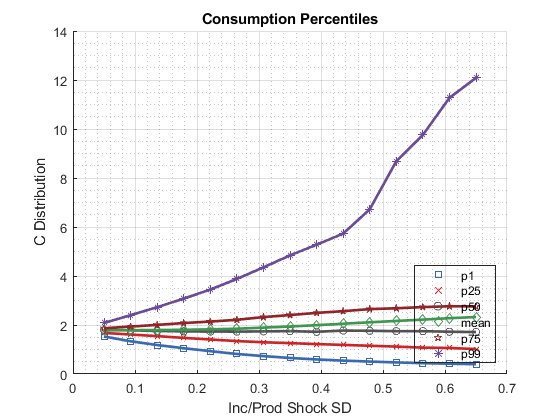 Consumption Percentiles
14
12
10
8
6
4
2
0
C Distribution
0 0.1 0.2 0.3 0.4 0.5 0.6 0.7
Inc/Prod Shock SD
p1
p25
p50
mean
p75
p99